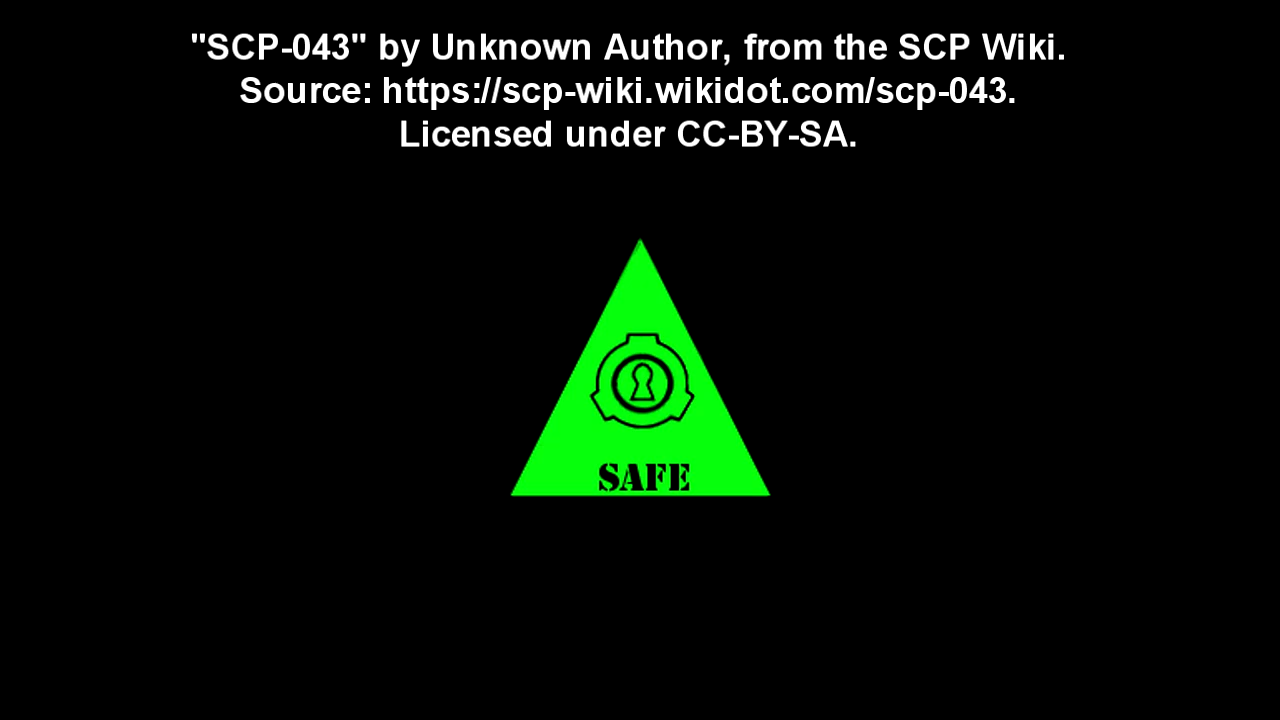 "SCP-043" by Unknown Author, from the SCP Wiki.
Source: https://scp-wiki.wikidot.com/scp-043.
Licensed under CC-BY-SA.
SAFE